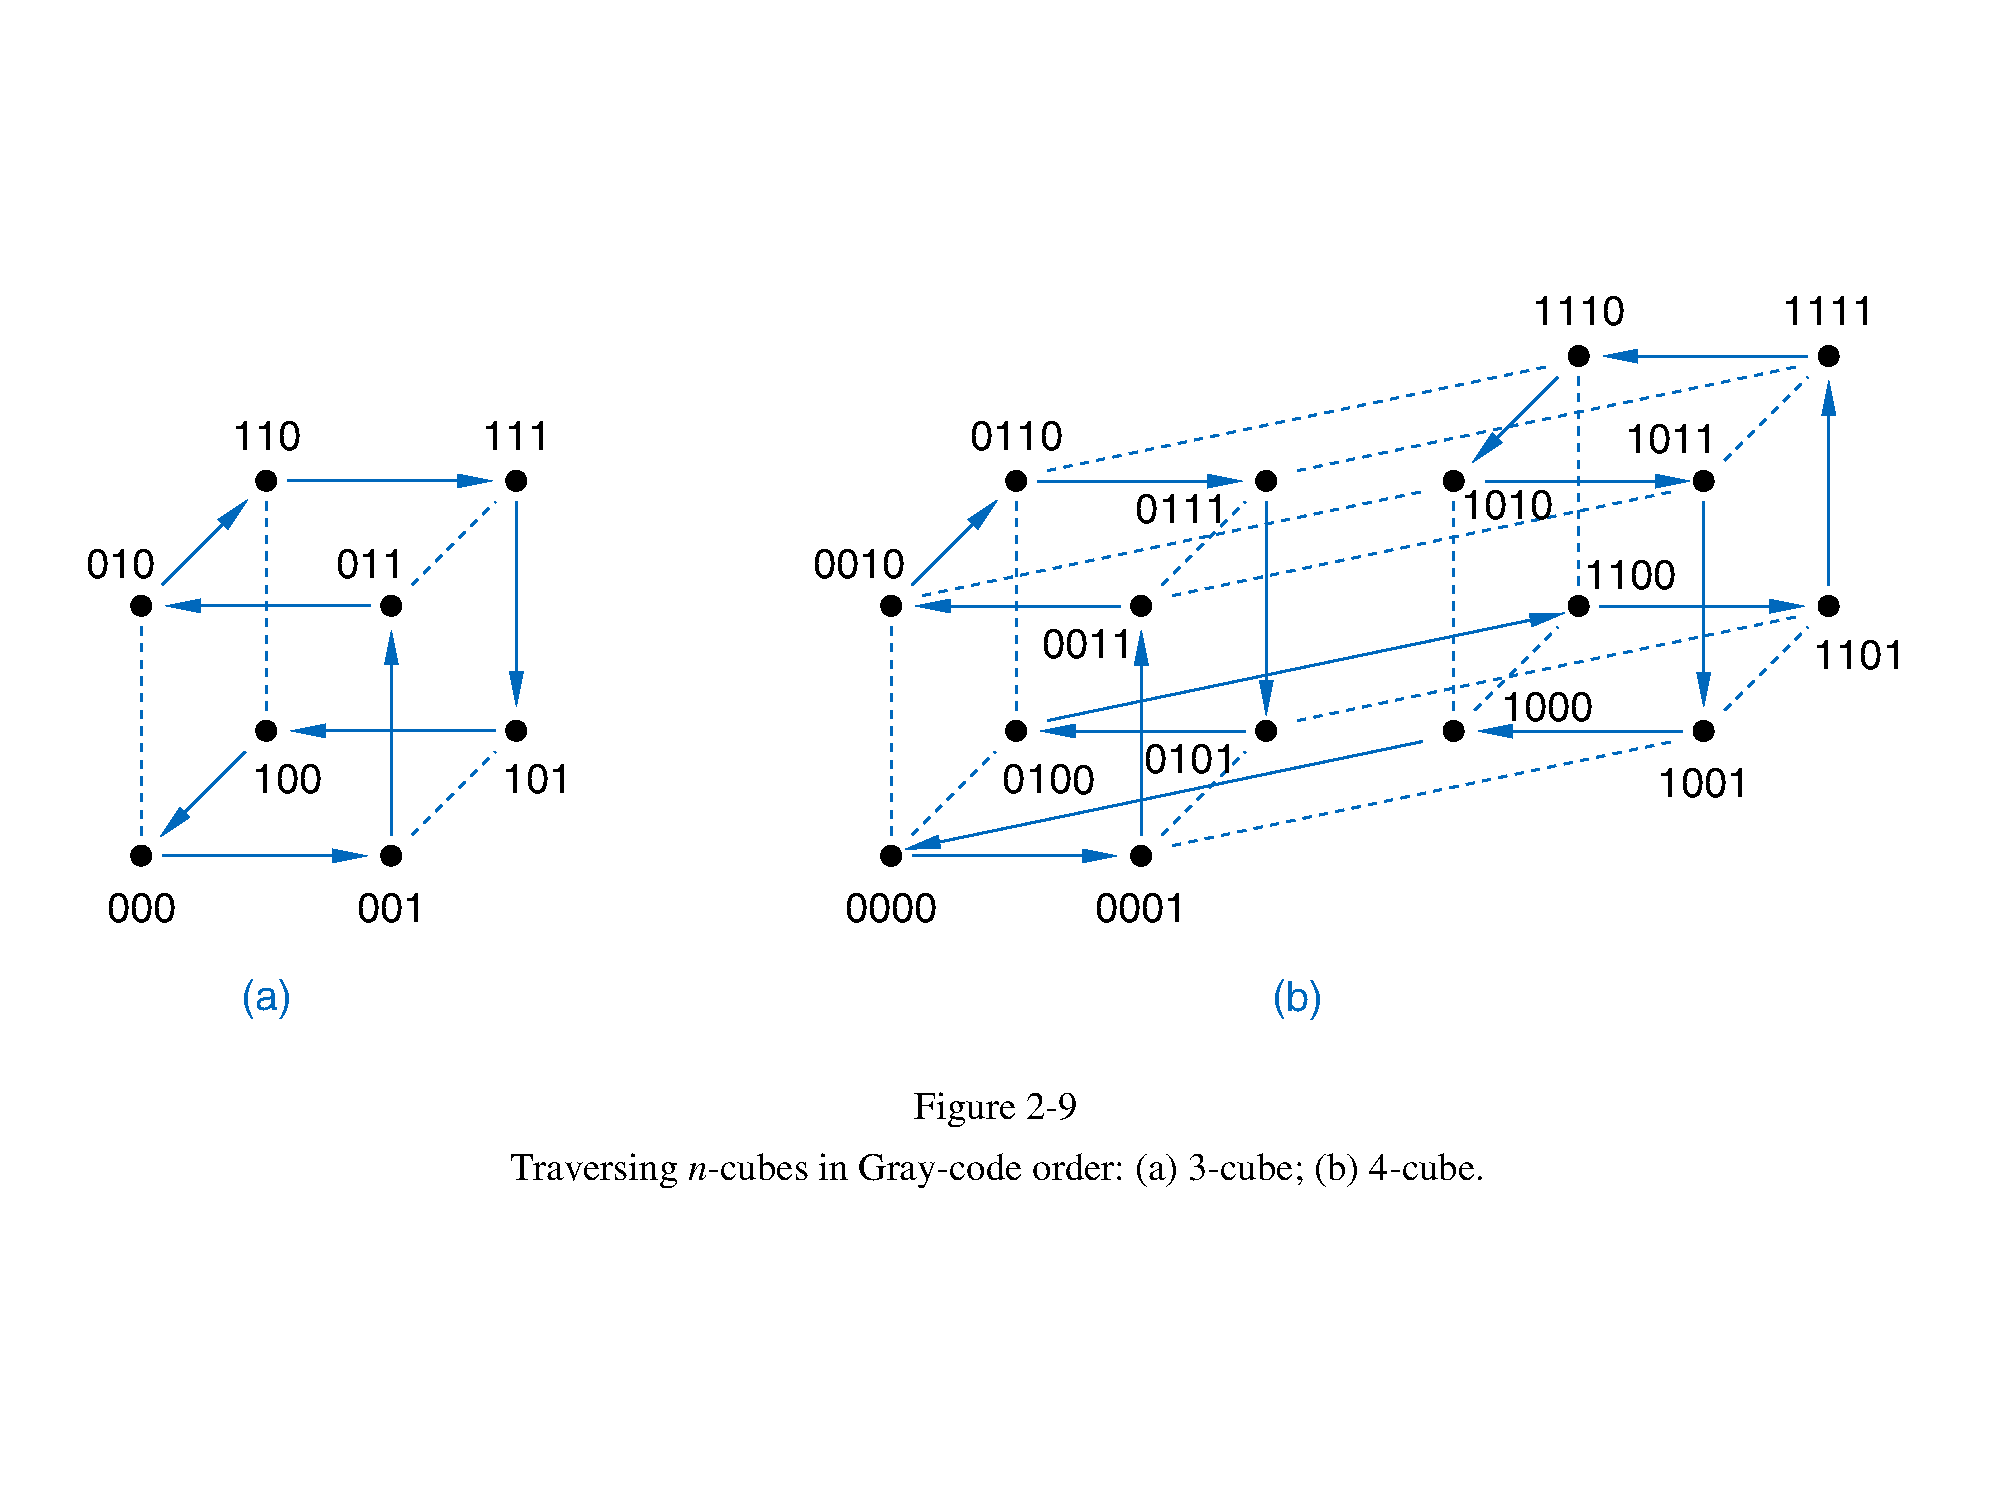 1110 1111
110 111 0110 1011
0111 1010
010 011 0010 1100
0011 1101
1000
100 101 0100 0101 1001
000 001 0000 0001
(a) (b)
Figure 2-9
Traversing n-cubes in Gray-code order: (a) 3-cube; (b) 4-cube.